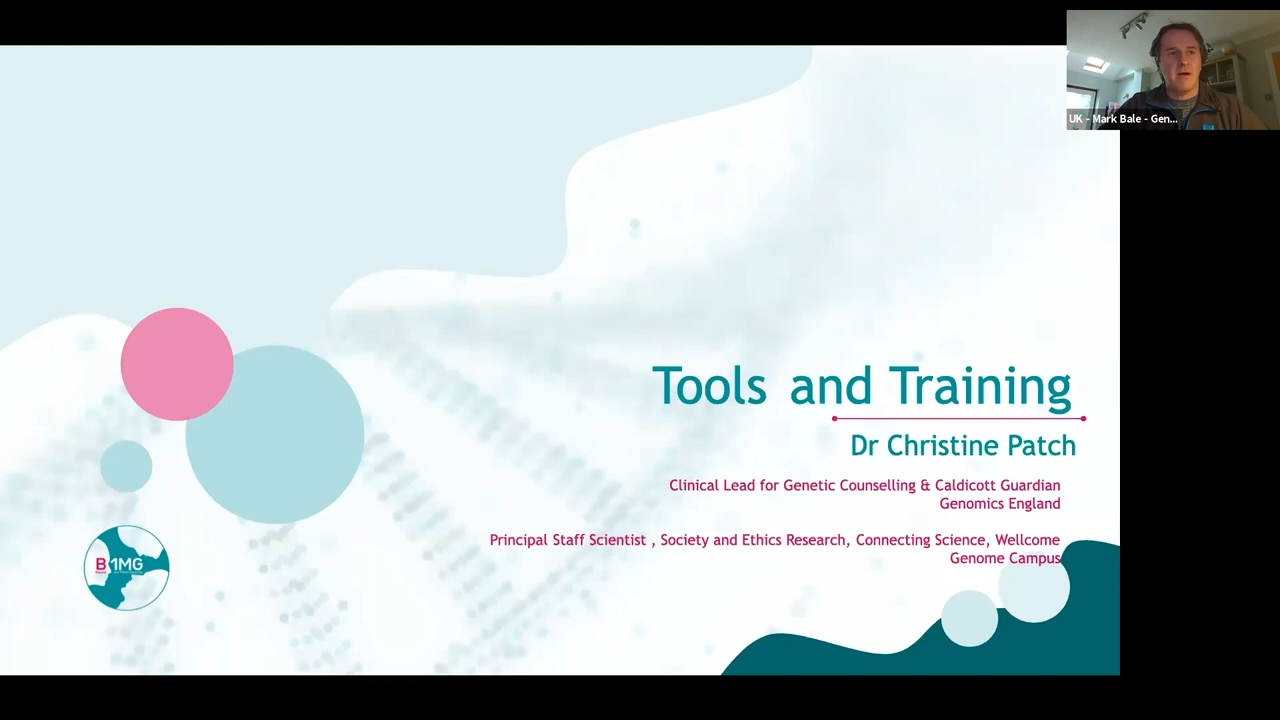 UK - Mark Bale - Gen...
Tools and Training
Dr Christine Patch
Clinical Lead for Genetic Counselling & Caldicott Guardian
Genomics England
Principal Staff Scientist , Society and Ethics Research, Connecting Science, Wellcome
Genome Campus
B1MG